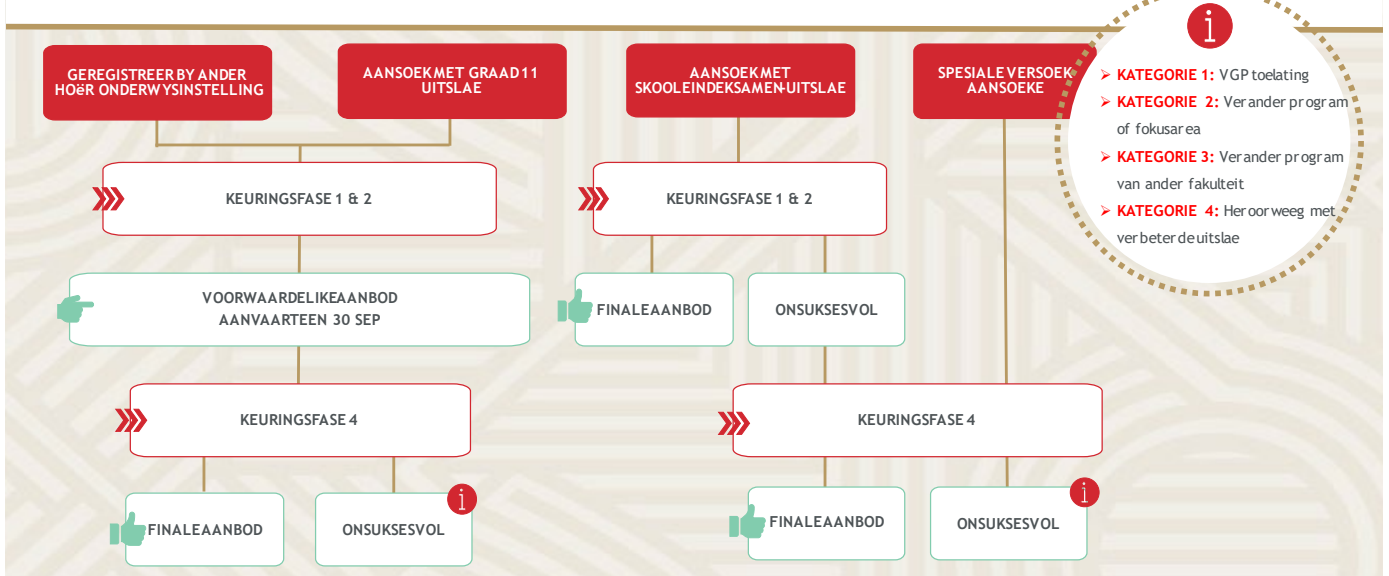 GEREGISTREER BY ANDER
HOëR ONDERWYSINSTELLING
AANSOEK MET GRAAD 11
UITSLAE
AANSOEK MET
SKOOLEINDEKSAMEN-UITSLAE
SPESIALE VERSOEK
AANSOEKE
i
➢ KATEGORIE 1: VGP toelating
➢ KATEGORIE 2: Verander program
of fokusarea
➢ KATEGORIE 3: Verander program
van ander fakulteit
➢ KATEGORIE 4: Heroorweeg met
verbeterde uitslae
KEURINGSFASE 1 & 2
KEURINGSFASE 1 & 2
VOORWAARDELIKE AANBOD
AANVAAR TEEN 30 SEP
FINALE AANBOD
ONSUKSESVOL
KEURINGSFASE 4
KEURINGSFASE 4
FINALE AANBOD
ONSUKSESVOL
i
FINALE AANBOD
ONSUKSESVOL
i